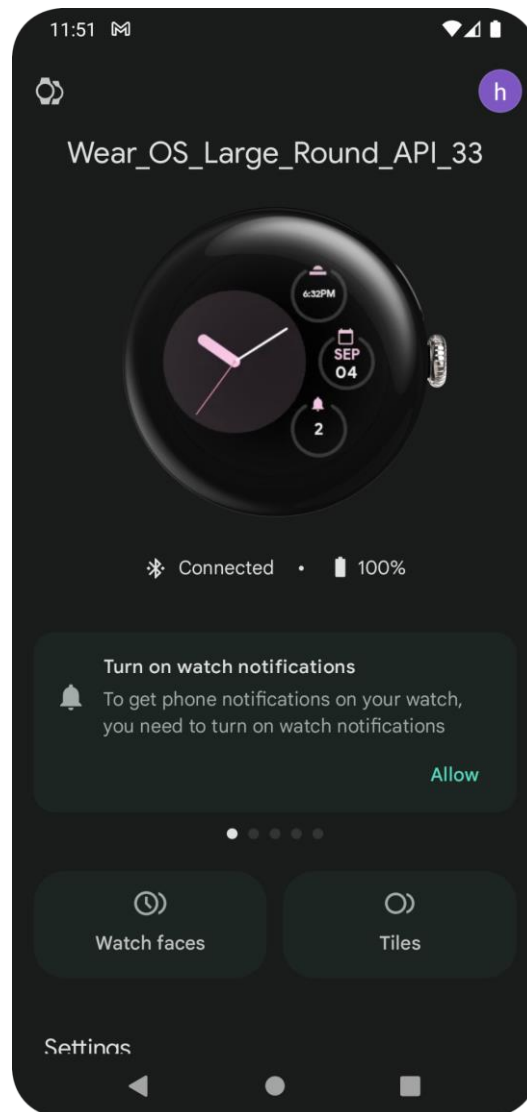 11:51
h
Wear_OS_Large_Round_API_33
6:32PM
SEP
04
2
Connected • 100%
Turn on watch notifications
To get phone notifications on your watch,
you need to turn on watch notifications
Allow
Watch faces
Tiles
Settings